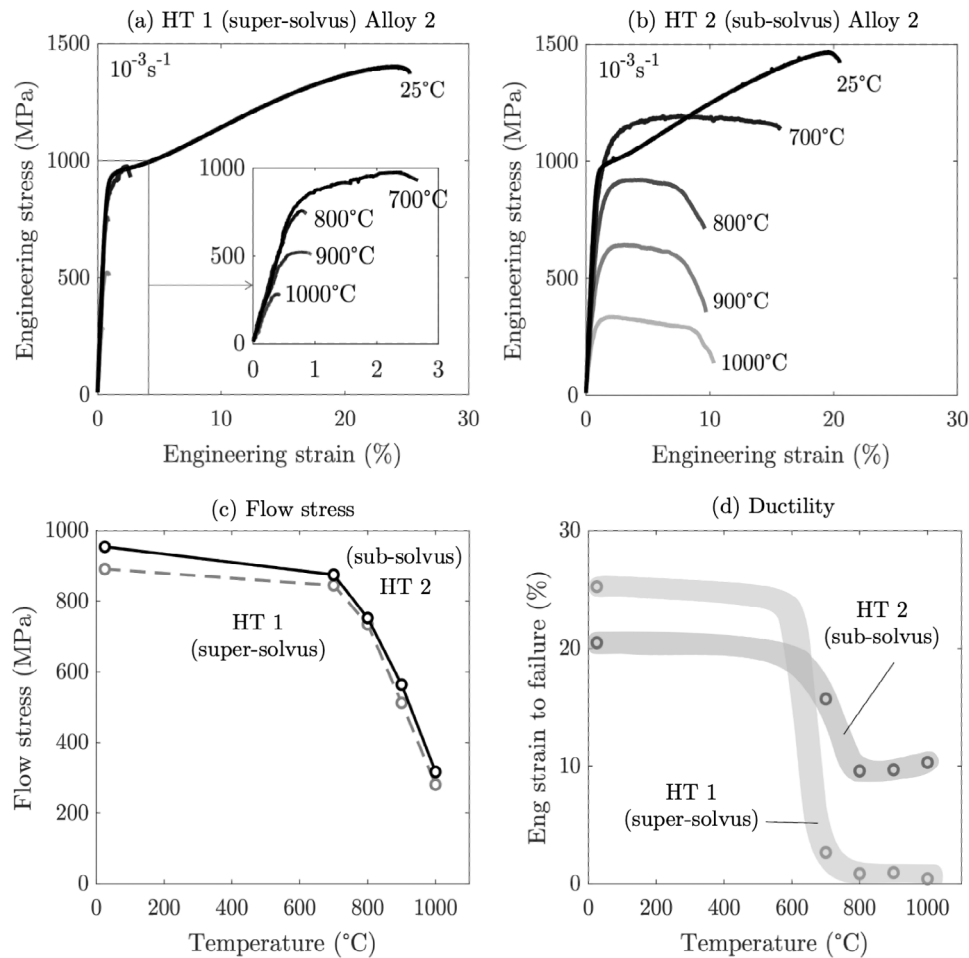 (a) HT 1 (super-solvus) Alloy 2
1500
10⁻³s⁻¹
25°C
1000
1000
700°C
800°C
500
900°C
1000°C
500
0
0
1
2
3
0
0
10
20
30
Engineering strain (%)
Engineering stress (MPa)
(b) HT 2 (sub-solvus) Alloy 2
1500
10⁻³s⁻¹
25°C
700°C
1000
800°C
500
900°C
1000°C
0
0
10
20
30
Engineering strain (%)
Engineering stress (MPa)
(c) Flow stress
1000
(sub-solvus)
HT 2
800
HT 1
(super-solvus)
600
400
200
0
0
200
400
600
800
1000
Temperature (°C)
Flow stress (MPa)
(d) Ductility
30
HT 2
(sub-solvus)
20
10
HT 1
(super-solvus)
0
0
200
400
600
800
1000
Temperature (°C)
Eng strain to failure (%)